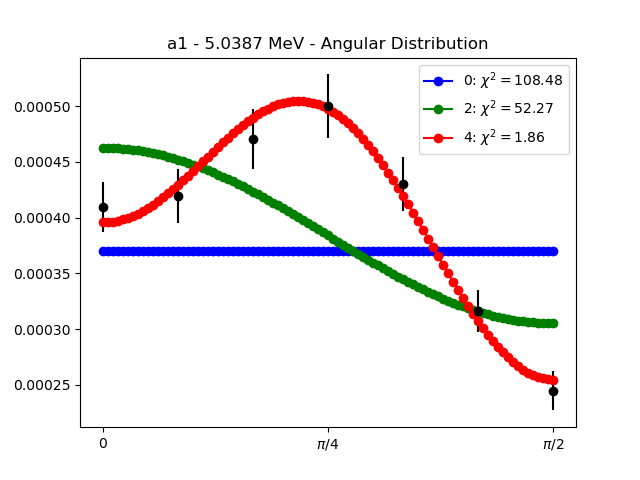 a1 - 5.0387 MeV - Angular Distribution
0: χ² = 108.48
2: χ² = 52.27
4: χ² = 1.86
0.00050
0.00045
0.00040
0.00035
0.00030
0.00025
0 π/4 π/2